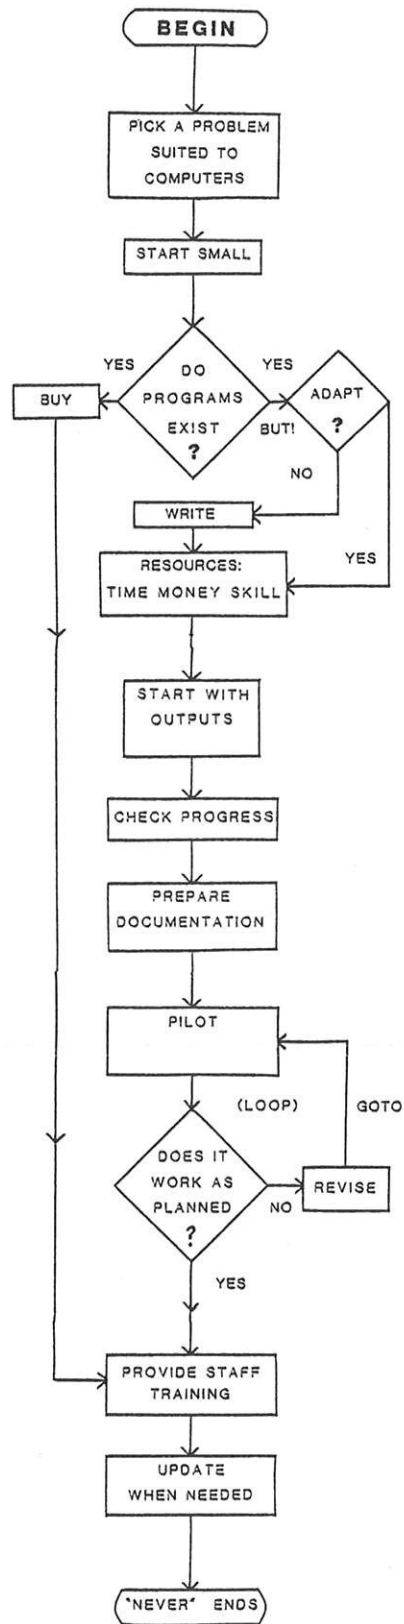 BEGIN
PICK A PROBLEM
SUITED TO
COMPUTERS
START SMALL
YES
DO
PROGRAMS
EXIST
?
YES
BUT!
BUY
ADAPT
?
NO
WRITE
YES
RESOURCES:
TIME MONEY SKILL
START WITH
OUTPUTS
CHECK PROGRESS
PREPARE
DOCUMENTATION
PILOT
(LOOP)
GOTO
DOES IT
WORK AS
PLANNED
?
NO
REVISE
YES
PROVIDE STAFF
TRAINING
UPDATE
WHEN NEEDED
"NEVER" ENDS